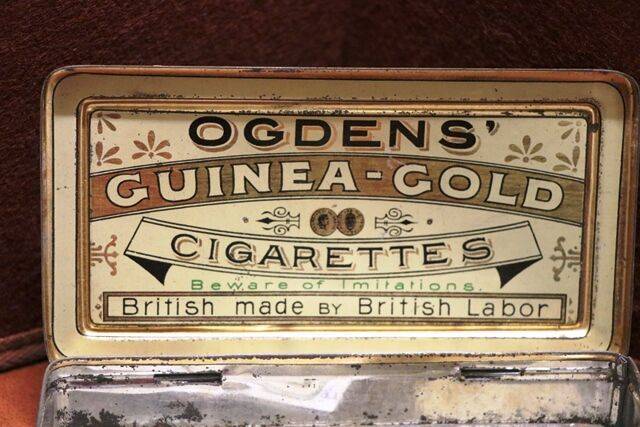 OGDENS'
GUINEA-GOLD
CIGARETTES
Beware of Imitations.
British made BY British Labor